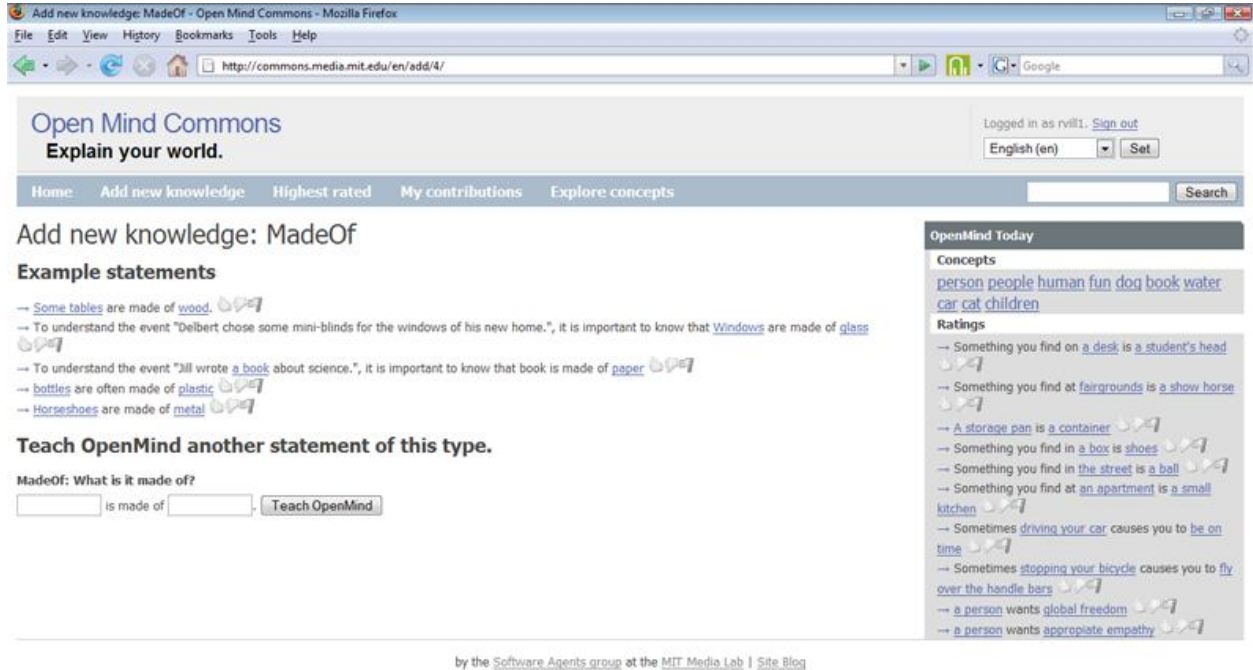 Add new knowledge: MadeOf - Open Mind Commons - Mozilla Firefox
File Edit View History Bookmarks Tools Help
http://commons.media.mit.edu/en/add/4/
Google
Open Mind Commons
Explain your world.
Logged in as rvill1. Sign out
English (en) Set
Home Add new knowledge Highest rated My contributions Explore concepts Search
Add new knowledge: MadeOf
Example statements
→ Some tables are made of wood.
→ To understand the event "Delbert chose some mini-blinds for the windows of his new home.", it is important to know that Windows are made of glass
→ To understand the event "Jill wrote a book about science.", it is important to know that book is made of paper
→ bottles are often made of plastic
→ Horseshoes are made of metal
Teach OpenMind another statement of this type.
MadeOf: What is it made of?
is made of . Teach OpenMind
OpenMind Today
Concepts
person people human fun dog book water
car cat children
Ratings
→ Something you find on a desk is a student's head
→ Something you find at fairgrounds is a show horse
→ A storage pan is a container
→ Something you find in a box is shoes
→ Something you find in the street is a ball
→ Something you find at an apartment is a small
kitchen
→ Sometimes driving your car causes you to be on
time
→ Sometimes stopping your bicycle causes you to fly
over the handle bars
→ a person wants global freedom
→ a person wants appropiate empathy
by the Software Agents group at the MIT Media Lab | Site Blog